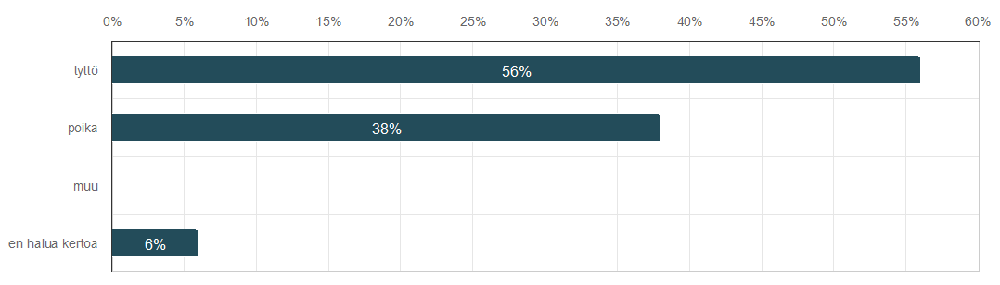 0% 5% 10% 15% 20% 25% 30% 35% 40% 45% 50% 55% 60%
tyttö 56%
poika 38%
muu
en halua kertoa 6%